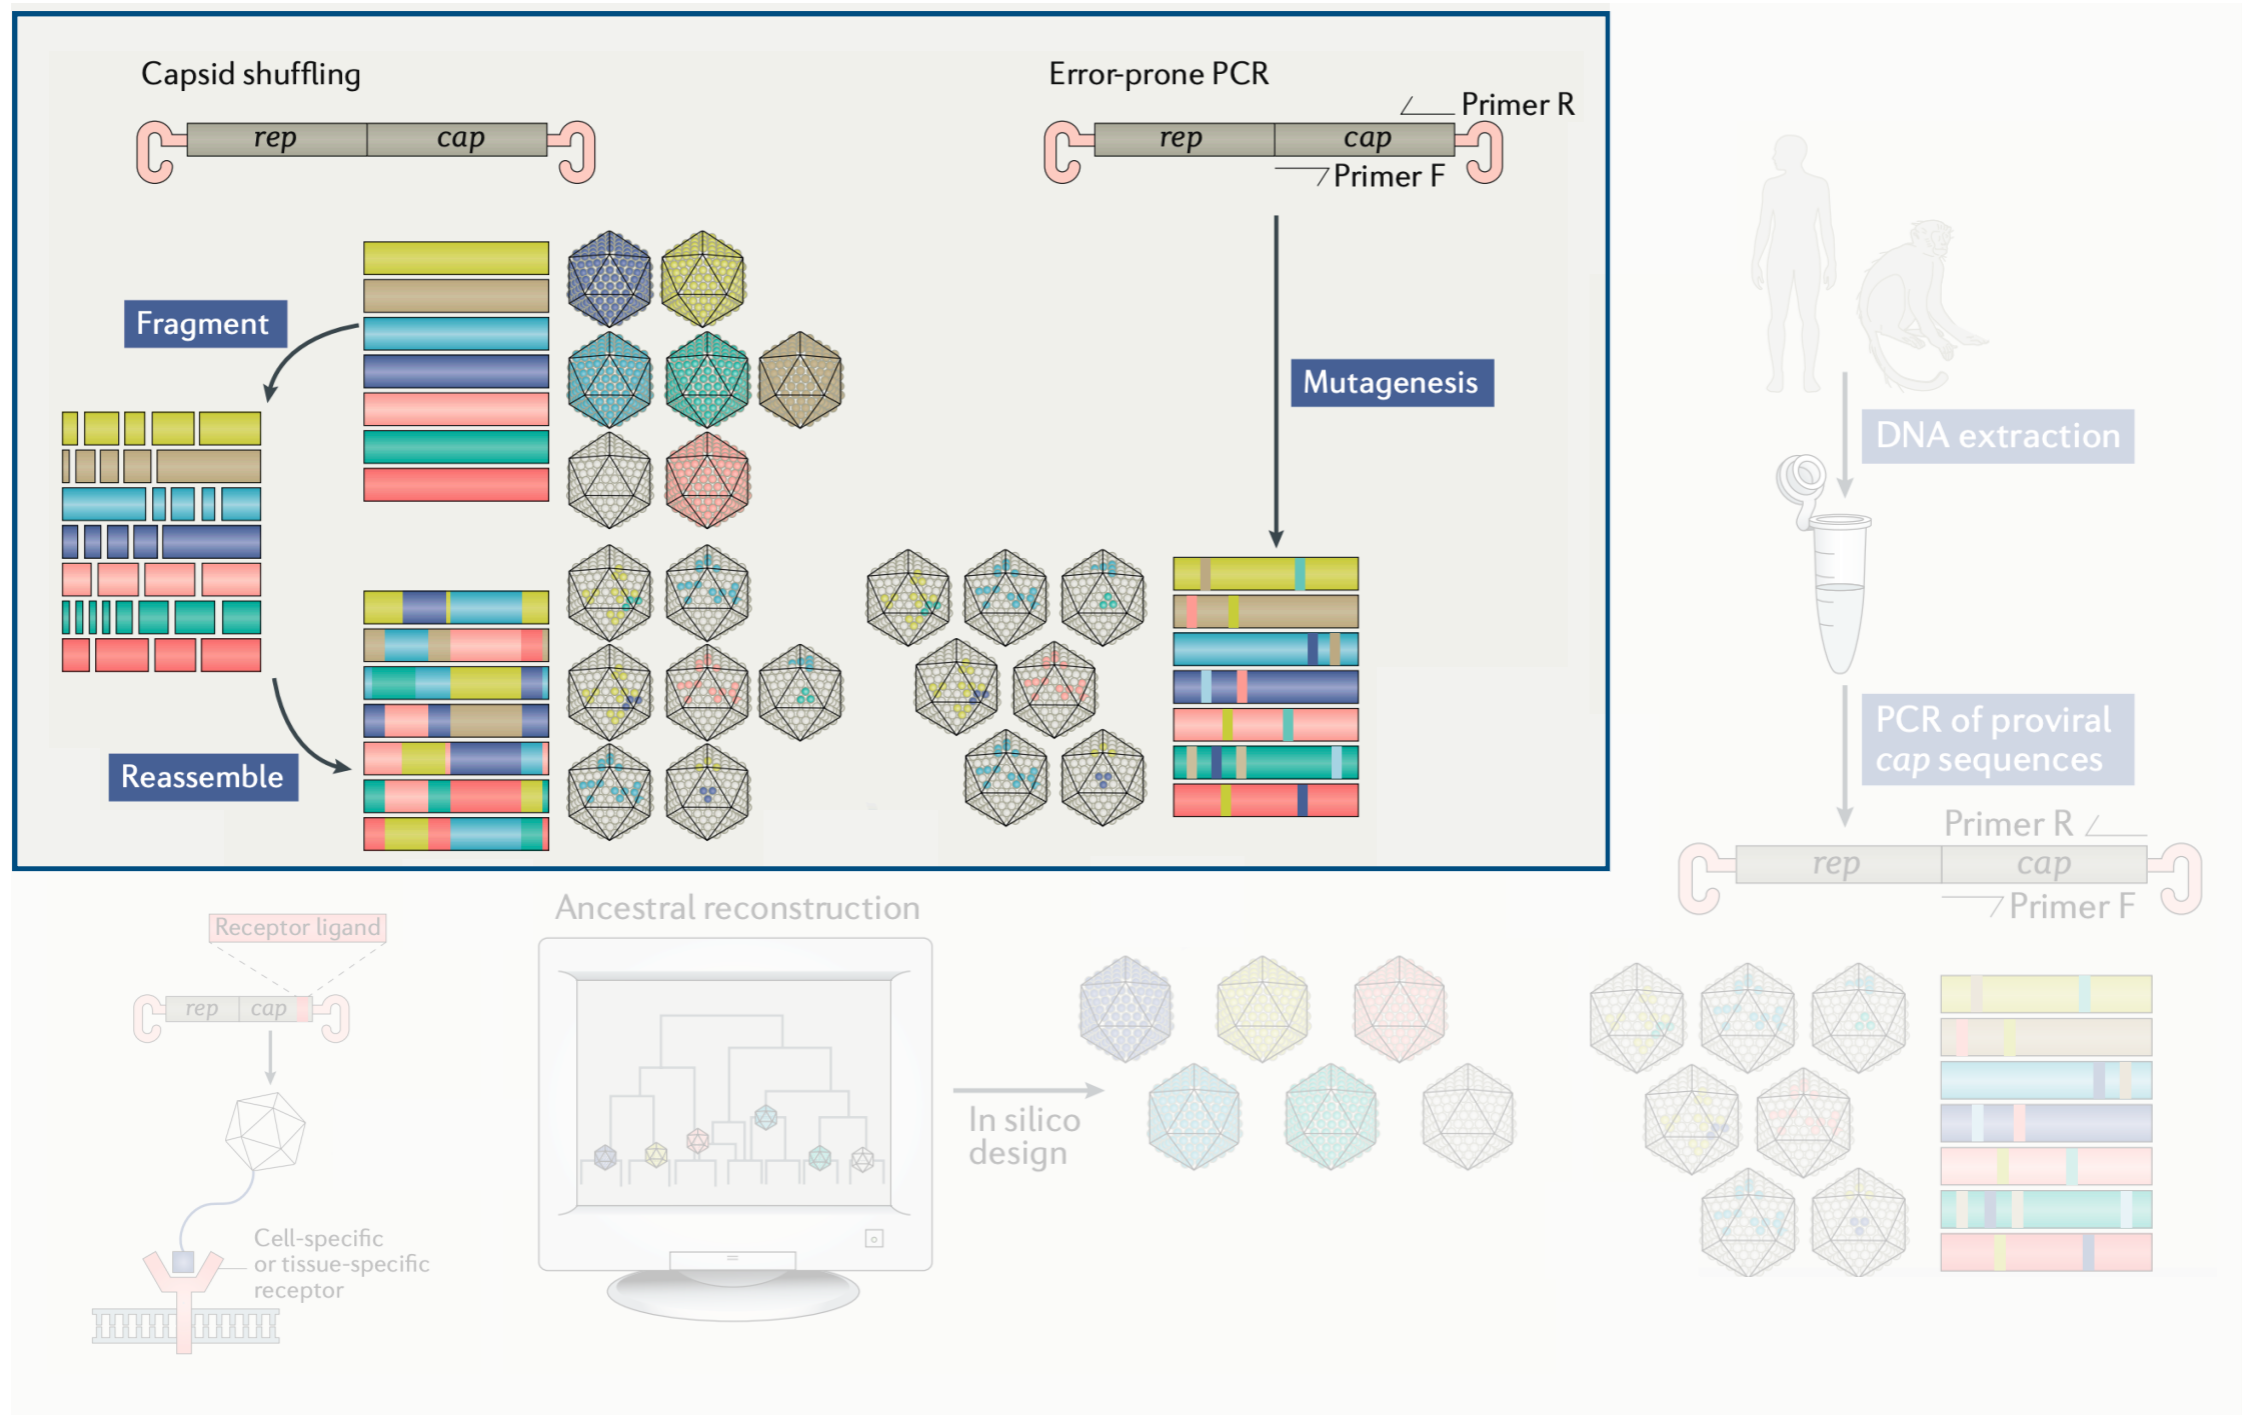 Capsid shuffling
rep
cap
Fragment
Reassemble
Error-prone PCR
Primer R
rep
cap
Primer F
Mutagenesis
DNA extraction
PCR of proviral
cap sequences
Primer R
rep
cap
Primer F
Receptor ligand
rep
cap
Cell-specific
or tissue-specific
receptor
Ancestral reconstruction
In silico
design